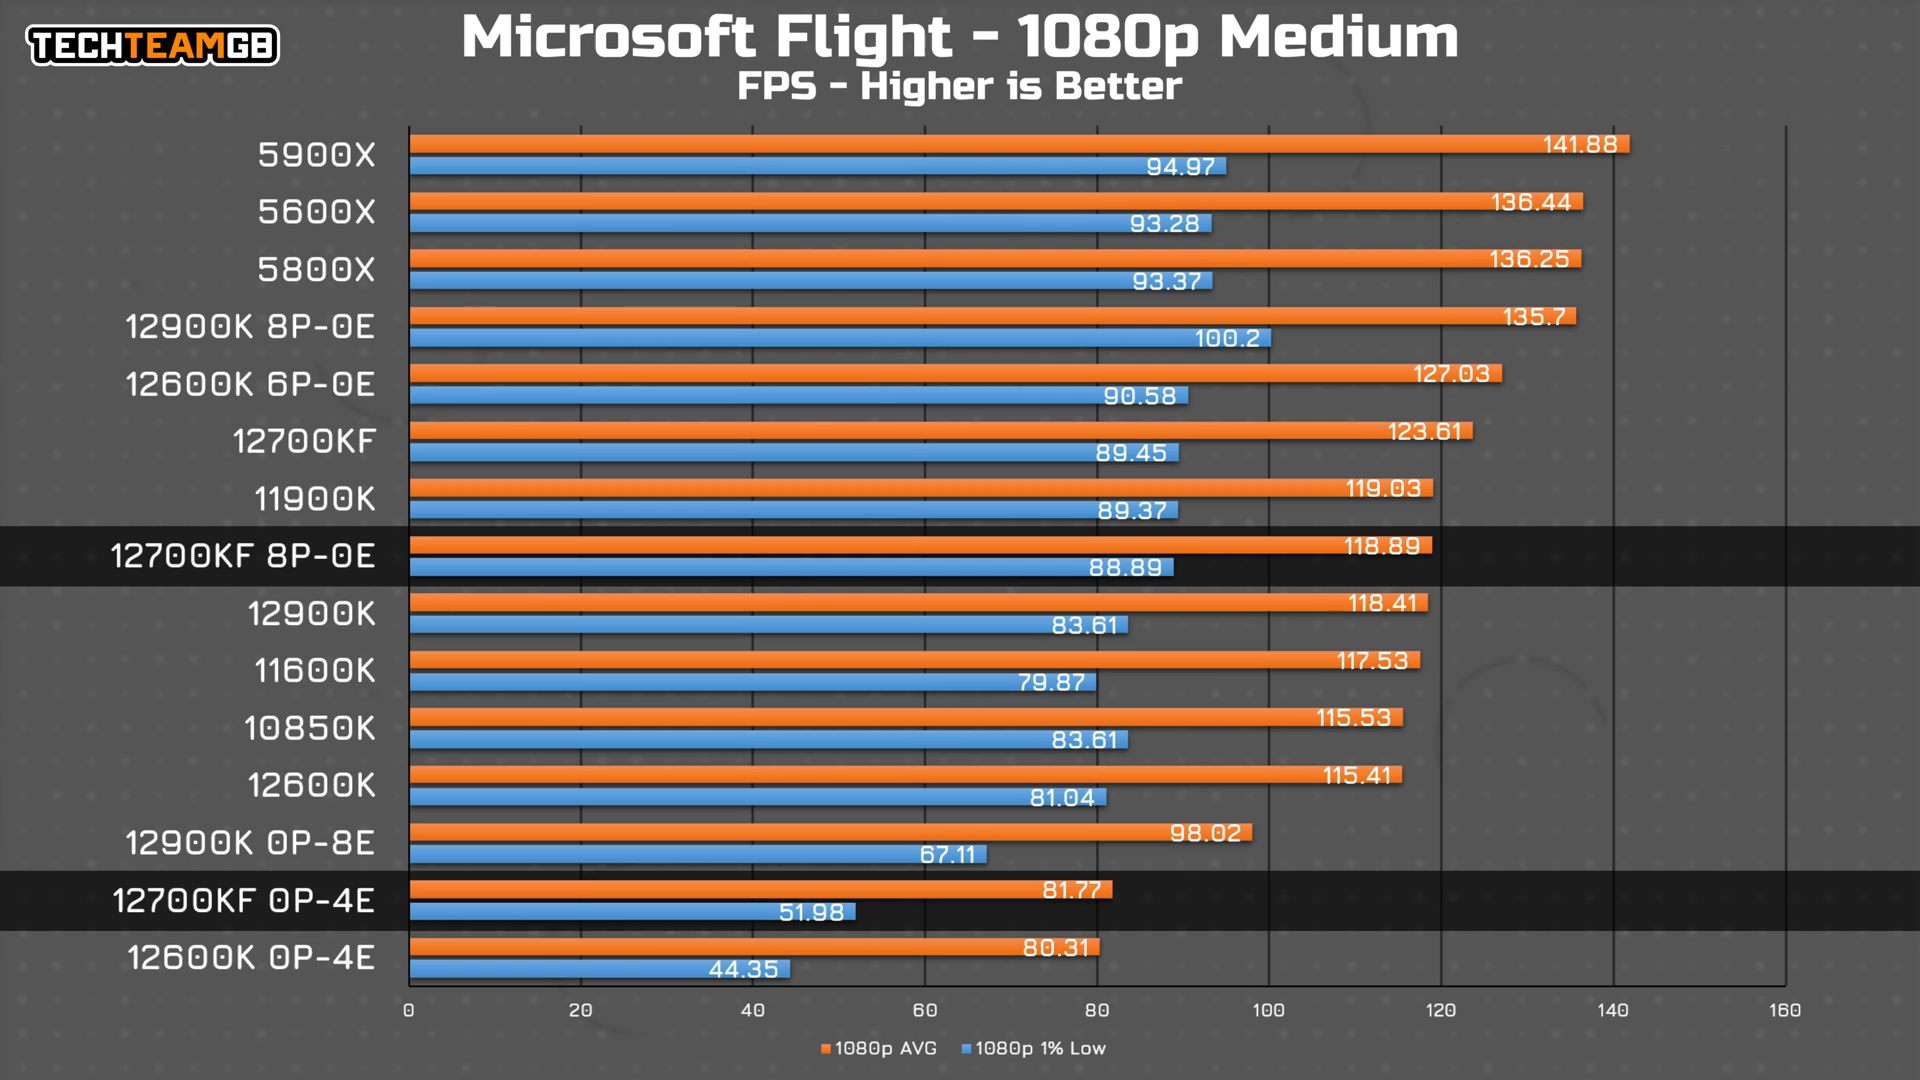 TECHTEAMGB
Microsoft Flight - 1080p Medium
FPS - Higher is Better
5900X
141.88
94.97
5600X
136.44
93.28
5800X
136.25
93.37
12900K 8P-0E
135.7
100.2
12600K 6P-0E
127.03
90.58
12700KF
123.61
89.45
11900K
119.03
89.37
12700KF 8P-0E
118.89
88.89
12900K
118.41
83.61
11600K
117.53
79.87
10850K
115.53
83.61
12600K
115.41
81.04
12900K 0P-8E
98.02
67.11
12700KF 0P-4E
81.77
51.98
12600K 0P-4E
80.31
44.35
0 20 40 60 80 100 120 140 160
1080p AVG 1080p 1% Low